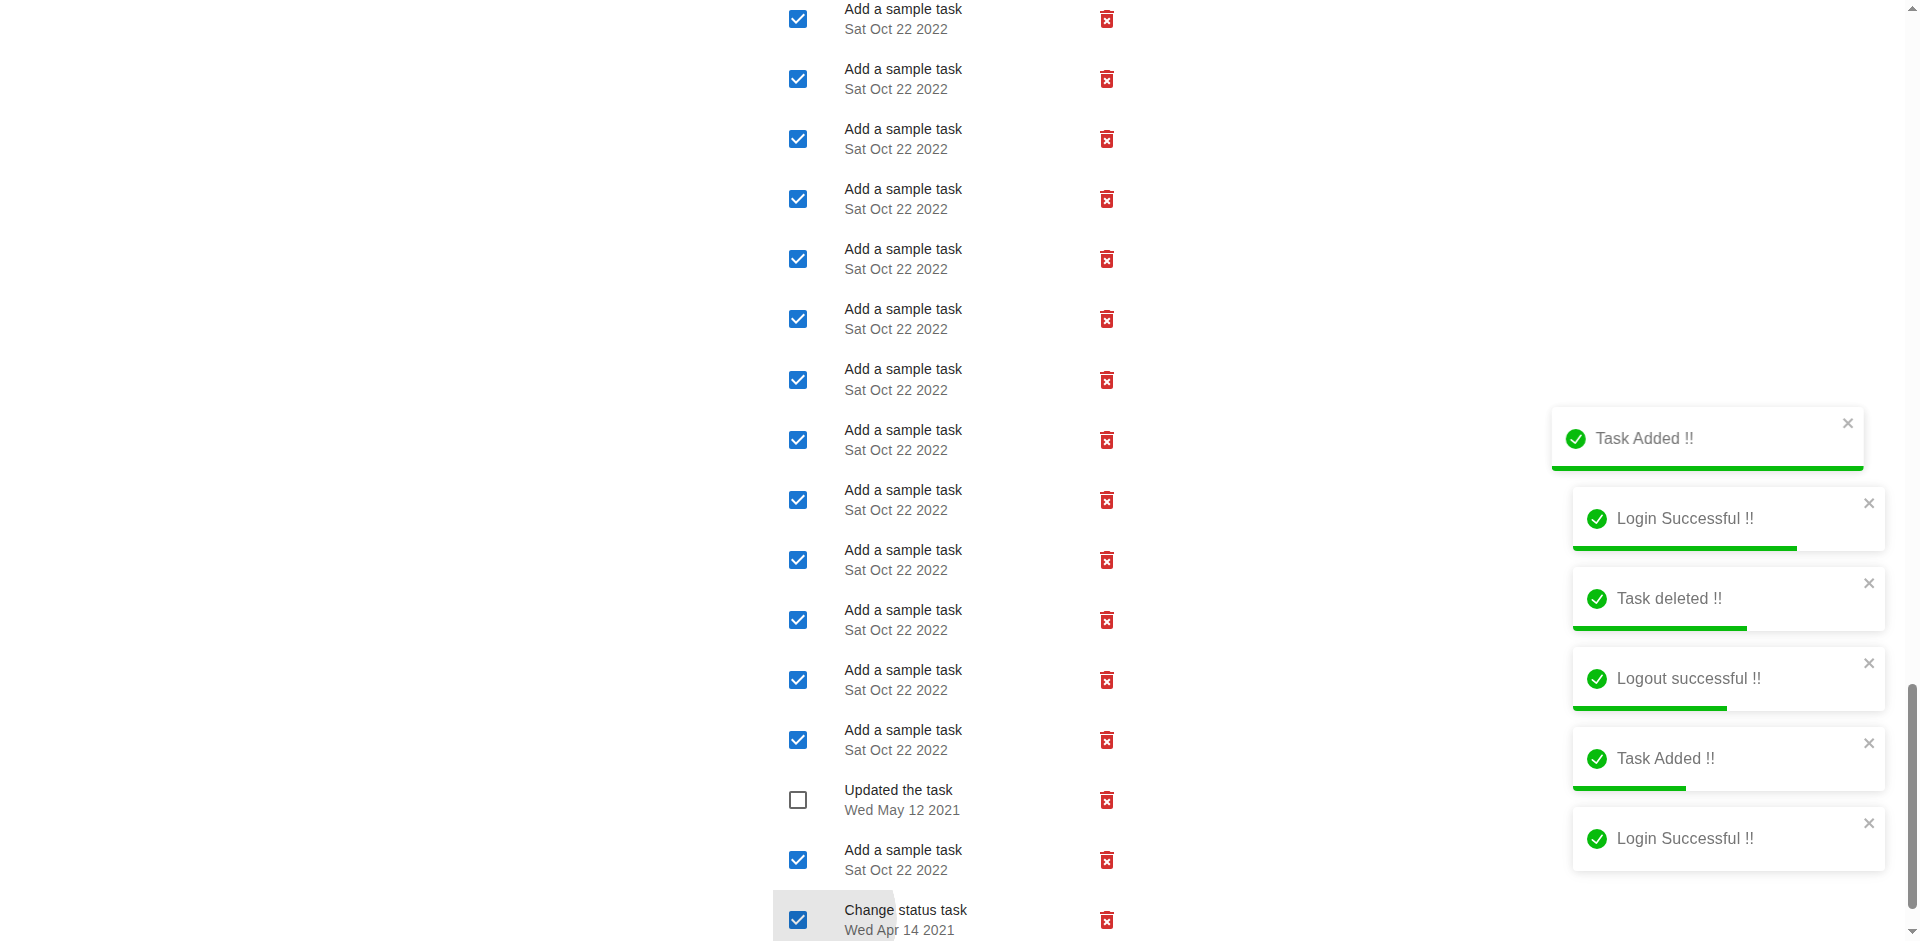 Add a sample task
Sat Oct 22 2022
Add a sample task
Sat Oct 22 2022
Add a sample task
Sat Oct 22 2022
Add a sample task
Sat Oct 22 2022
Add a sample task
Sat Oct 22 2022
Add a sample task
Sat Oct 22 2022
Add a sample task
Sat Oct 22 2022
Add a sample task
Sat Oct 22 2022
Add a sample task
Sat Oct 22 2022
Add a sample task
Sat Oct 22 2022
Add a sample task
Sat Oct 22 2022
Add a sample task
Sat Oct 22 2022
Add a sample task
Sat Oct 22 2022
Updated the task
Wed May 12 2021
Add a sample task
Sat Oct 22 2022
Change status task
Wed Apr 14 2021
Task Added !!
Login Successful !!
Task deleted !!
Logout successful !!
Task Added !!
Login Successful !!